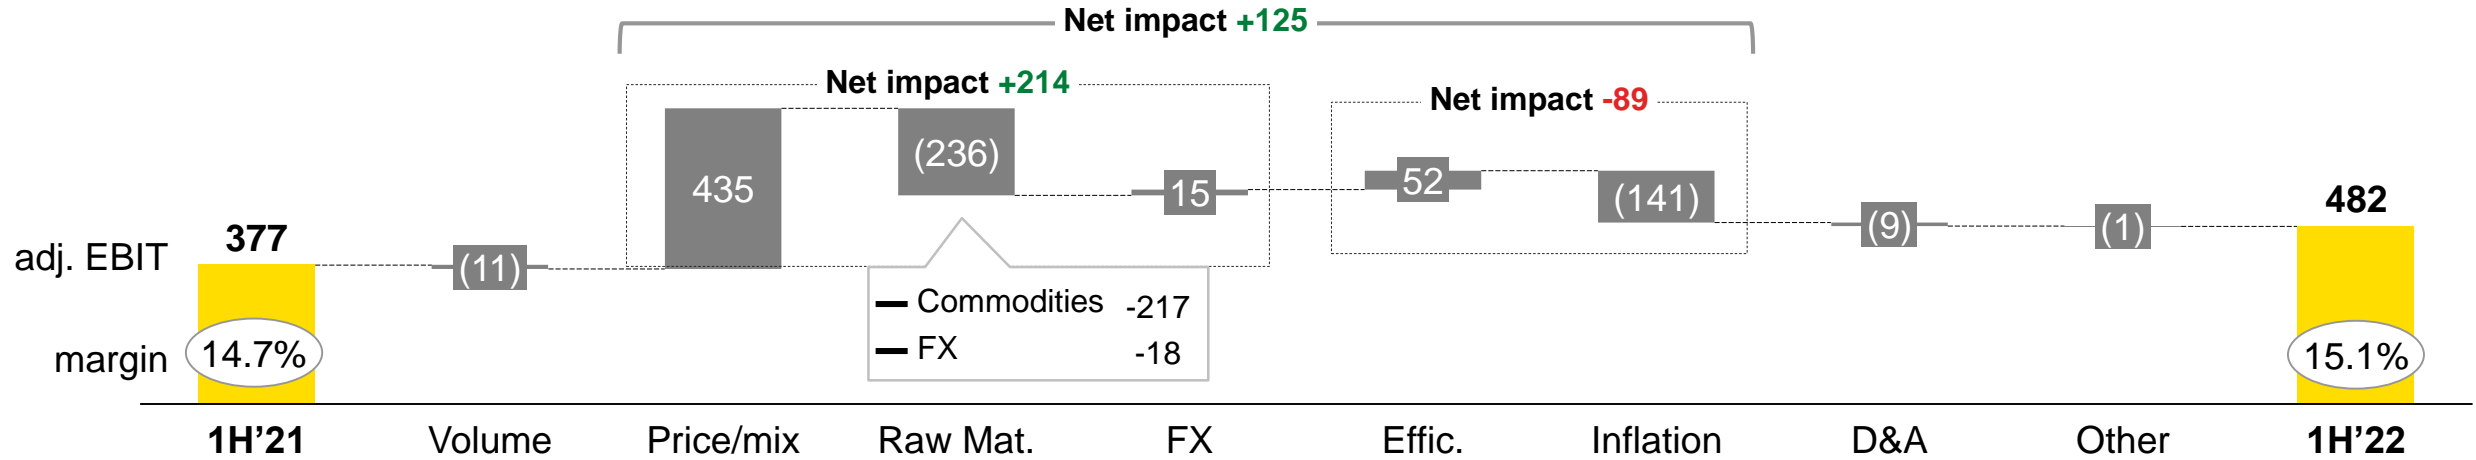 Net impact +125
Net impact +214
Net impact -89
435
(236)
15
52
(141)
482
377
(11)
(9)
(1)
adj. EBIT
Commodities -217
FX -18
margin
14.7%
15.1%
1H’21 Volume Price/mix Raw Mat. FX Effic. Inflation D&A Other 1H’22